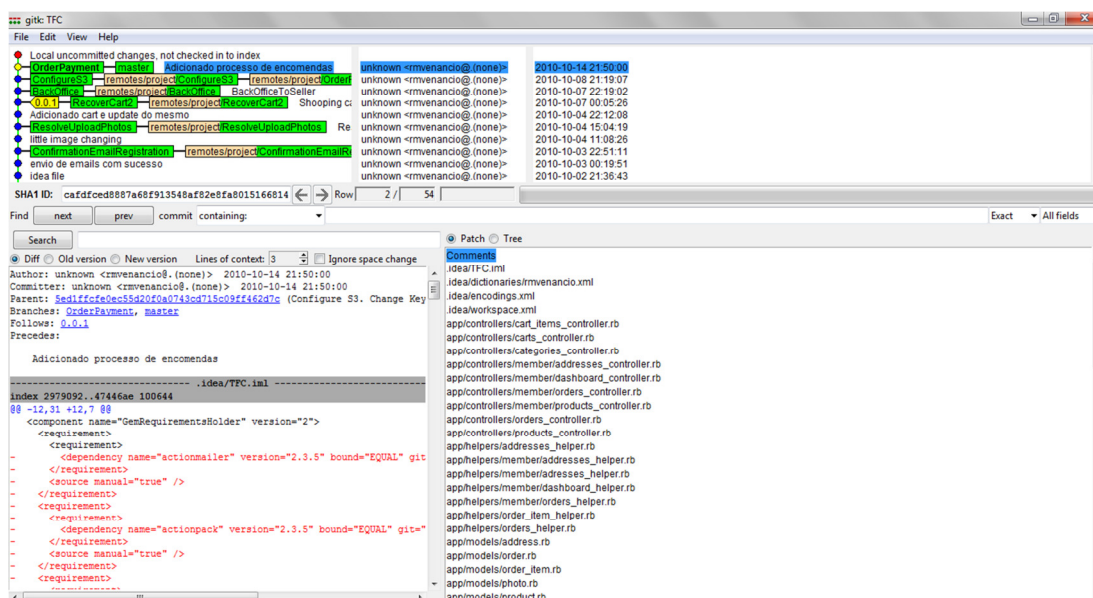 gitk: TFC
File Edit View Help
Local uncommitted changes, not checked in to index
OrderPayment master Adicionado processo de encomendas unknown <rmvenancio@.(none)> 2010-10-14 21:50:00
ConfigureS3 remotes/project/ConfigureS3 remotes/project/Order unknown <rmvenancio@.(none)> 2010-10-08 21:19:07
BackOffice remotes/project/BackOffice BackOfficeToSeller unknown <rmvenancio@.(none)> 2010-10-07 22:19:02
0.0.1 RecoverCart2 remotes/project/RecoverCart2 Shooping ca unknown <rmvenancio@.(none)> 2010-10-07 00:05:26
Adicionado cart e update do mesmo unknown <rmvenancio@.(none)> 2010-10-04 22:12:08
ResolveUploadPhotos remotes/project/ResolveUploadPhotos Re unknown <rmvenancio@.(none)> 2010-10-04 15:04:19
little image changing unknown <rmvenancio@.(none)> 2010-10-04 11:08:26
ConfirmationEmailRegistration remotes/project/ConfirmationEmailR unknown <rmvenancio@.(none)> 2010-10-03 22:51:11
envio de emails com sucesso unknown <rmvenancio@.(none)> 2010-10-03 00:19:51
idea file unknown <rmvenancio@.(none)> 2010-10-02 21:36:43
SHA1 ID: cafdfced8887a68f913548af82e8fa8015166814 Row 2 / 54
Find next prev commit containing: Exact All fields
Search
Diff Old version New version Lines of context: 3 Ignore space change
Author: unknown <rmvenancio@.(none)> 2010-10-14 21:50:00
Committer: unknown <rmvenancio@.(none)> 2010-10-14 21:50:00
Parent: 5ed1ffcfe0ec55d20f0a0743cd715c09ff462d7c (Configure S3. Change Key
Branches: OrderPayment, master
Follows: 0.0.1
Precedes:
Adicionado processo de encomendas
---------------------------------- .idea/TFC.iml ----------------------------
index 2979092..47446ae 100644
@@ -12,31 +12,7 @@
<component name="GemRequirementsHolder" version="2">
<requirement>
<requirement>
- <dependency name="actionmailer" version="2.3.5" bound="EQUAL" git
- </requirement>
- <source manual="true" />
- </requirement>
- <requirement>
- <requirement>
- <dependency name="actionpack" version="2.3.5" bound="EQUAL" git="
- </requirement>
- <source manual="true" />
- </requirement>
- <requirement>
Patch Tree
Comments
.idea/TFC.iml
.idea/dictionaries/rmvenancio.xml
.idea/encodings.xml
.idea/workspace.xml
app/controllers/cart_items_controller.rb
app/controllers/carts_controller.rb
app/controllers/categories_controller.rb
app/controllers/member/addresses_controller.rb
app/controllers/member/dashboard_controller.rb
app/controllers/member/orders_controller.rb
app/controllers/member/products_controller.rb
app/controllers/orders_controller.rb
app/controllers/products_controller.rb
app/helpers/addresses_helper.rb
app/helpers/member/addresses_helper.rb
app/helpers/member/adresses_helper.rb
app/helpers/member/dashboard_helper.rb
app/helpers/member/orders_helper.rb
app/helpers/order_item_helper.rb
app/helpers/orders_helper.rb
app/models/address.rb
app/models/order.rb
app/models/order_item.rb
app/models/photo.rb
app/models/product.rb